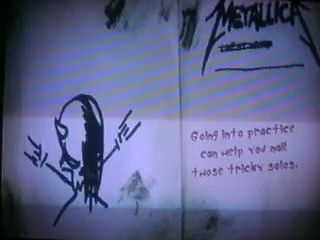 METALLICA
Going into practice
can help you nail
those tricky solos.